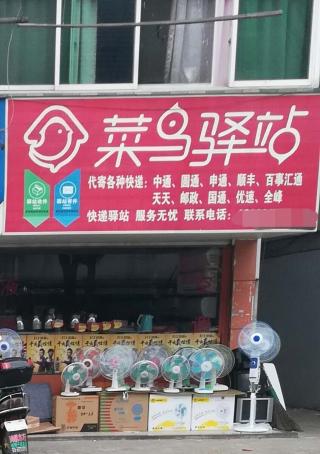 菜鸟驿站
代寄各种快递：中通、圆通、申通、顺丰、百事汇通
天天、邮政、国通、优速、全峰
快递驿站 服务无忧 联系电话：